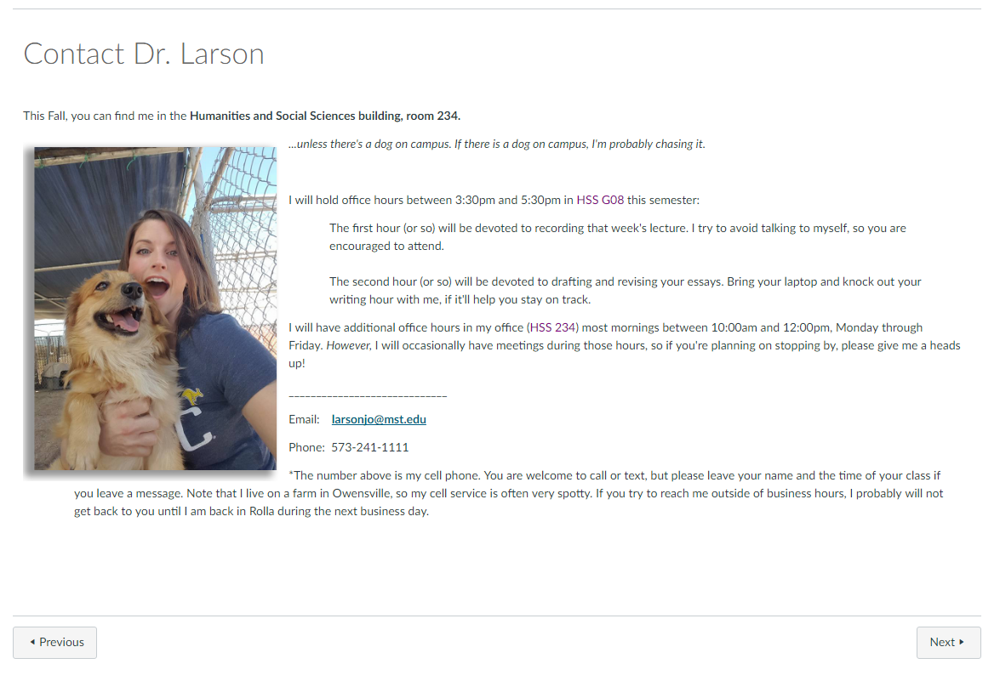 Contact Dr. Larson
This Fall, you can find me in the Humanities and Social Sciences building, room 234.
...unless there's a dog on campus. If there is a dog on campus, I'm probably chasing it.
I will hold office hours between 3:30pm and 5:30pm in HSS G08 this semester:
The first hour (or so) will be devoted to recording that week's lecture. I try to avoid talking to myself, so you are
encouraged to attend.
The second hour (or so) will be devoted to drafting and revising your essays. Bring your laptop and knock out your
writing hour with me, if it'll help you stay on track.
I will have additional office hours in my office (HSS 234) most mornings between 10:00am and 12:00pm, Monday through
Friday. However, I will occasionally have meetings during those hours, so if you're planning on stopping by, please give me a heads
up!
_____________________________
Email: larsonjo@mst.edu
Phone: 573-241-1111
*The number above is my cell phone. You are welcome to call or text, but please leave your name and the time of your class if
you leave a message. Note that I live on a farm in Owensville, so my cell service is often very spotty. If you try to reach me outside of business hours, I probably will not
get back to you until I am back in Rolla during the next business day.
C.
Previous
Next